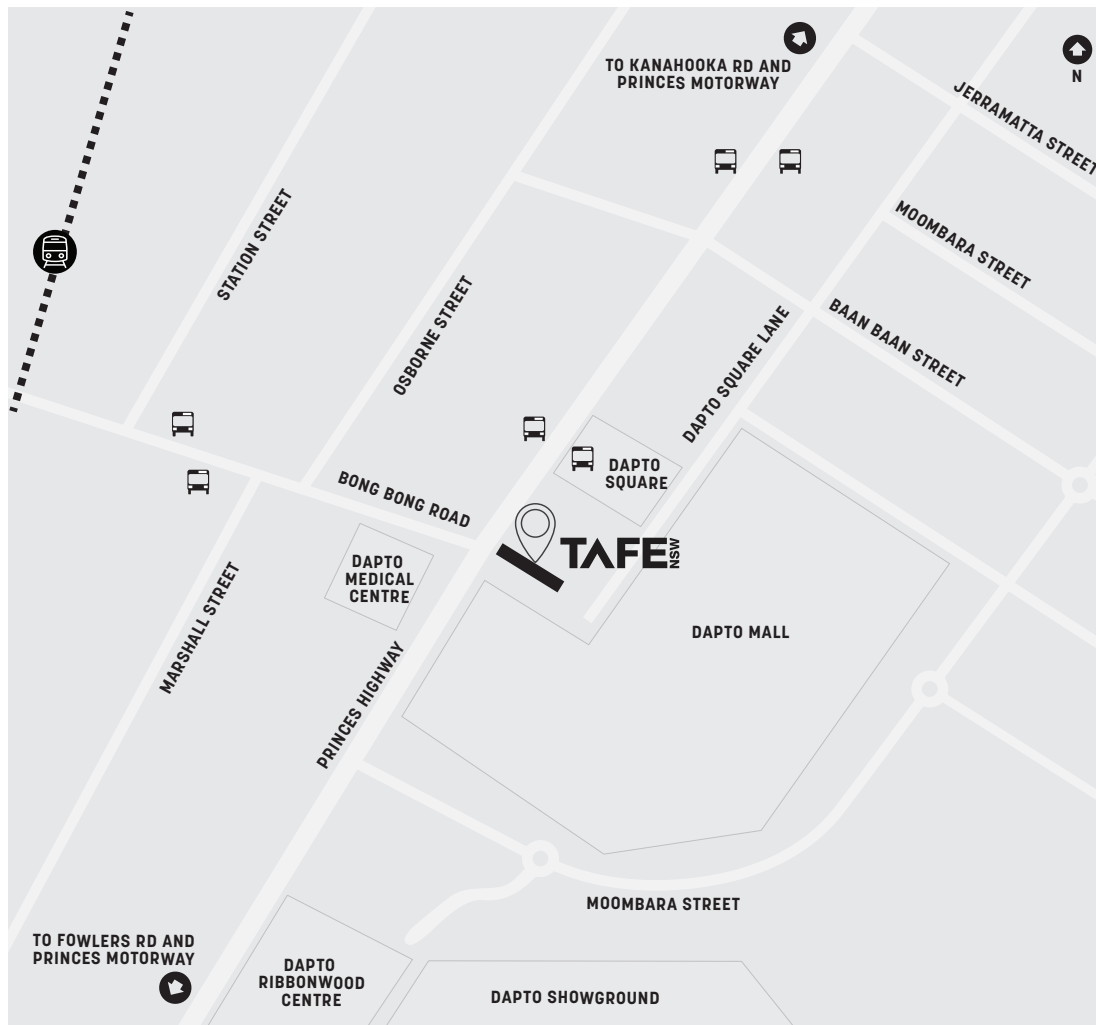 TO KANAHOOKA RD AND
PRINCES MOTORWAY
N
JERRAMATTA STREET
MOOMBARA STREET
STATION STREET
OSBORNE STREET
BAAN BAAN STREET
DAPTO SQUARE LANE
DAPTO
SQUARE
BONG BONG ROAD
TAFE NSW
DAPTO
MEDICAL
CENTRE
MARSHALL STREET
DAPTO MALL
PRINCES HIGHWAY
MOOMBARA STREET
TO FOWLERS RD AND
PRINCES MOTORWAY
DAPTO
RIBBONWOOD
CENTRE
DAPTO SHOWGROUND